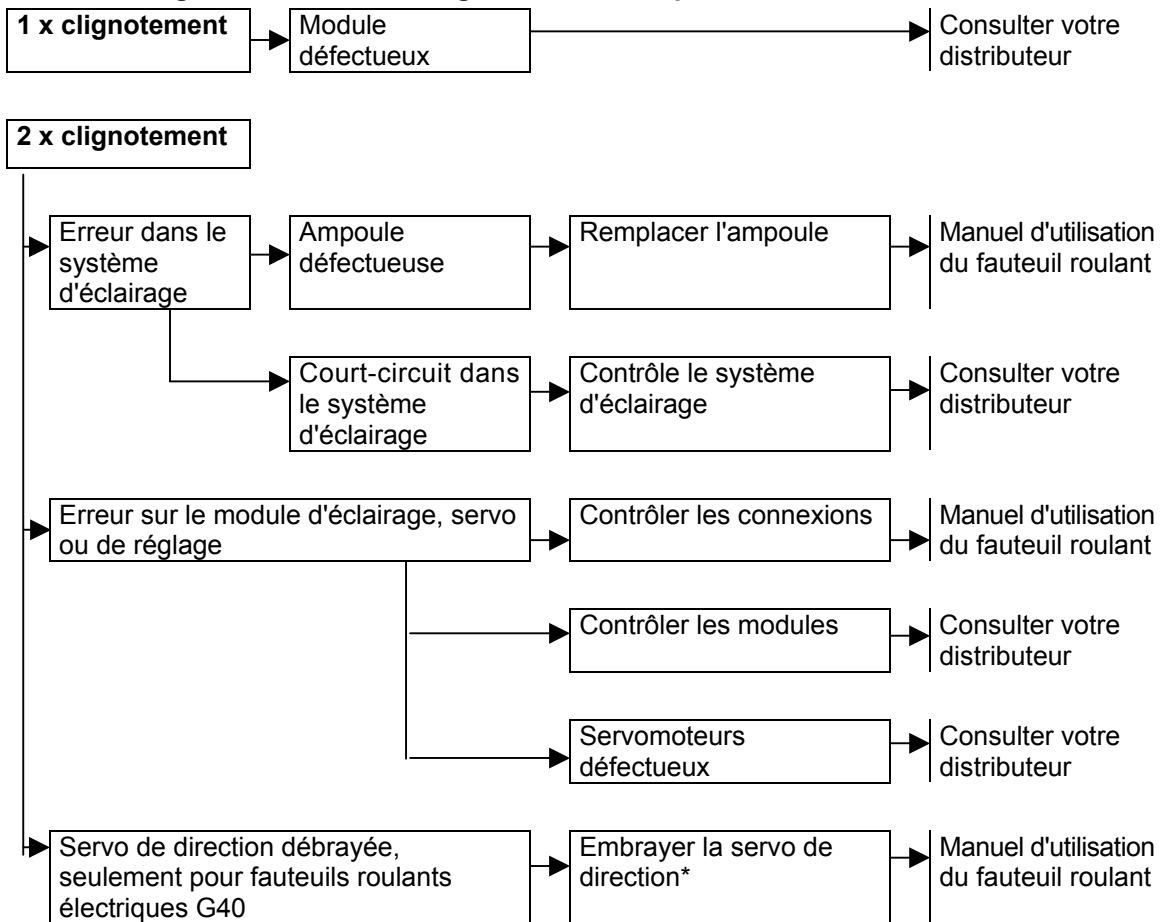 1 x clignotement
Module
défectueux
Consulter votre
distributeur
2 x clignotement
Erreur dans le
système
d'éclairage
Ampoule
défectueuse
Remplacer l'ampoule
Manuel d'utilisation
du fauteuil roulant
Court-circuit dans
le système
d'éclairage
Contrôle le système
d'éclairage
Consulter votre
distributeur
Erreur sur le module d'éclairage, servo
ou de réglage
Contrôler les connexions
Manuel d'utilisation
du fauteuil roulant
Contrôler les modules
Consulter votre
distributeur
Servomoteurs
défectueux
Consulter votre
distributeur
Servo de direction débrayée,
seulement pour fauteuils roulants
électriques G40
Embrayer la servo de
direction*
Manuel d'utilisation
du fauteuil roulant